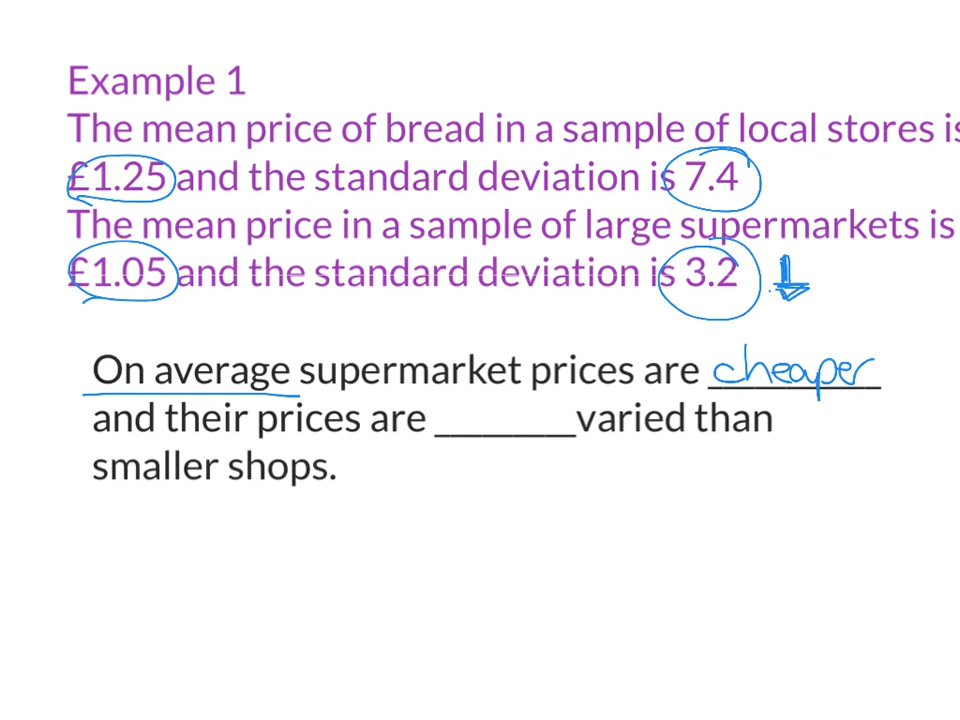 Example 1
The mean price of bread in a sample of local stores is
£1.25 and the standard deviation is 7.4
The mean price in a sample of large supermarkets is
£1.05 and the standard deviation is 3.2
On average supermarket prices are cheaper
and their prices are _______varied than
smaller shops.